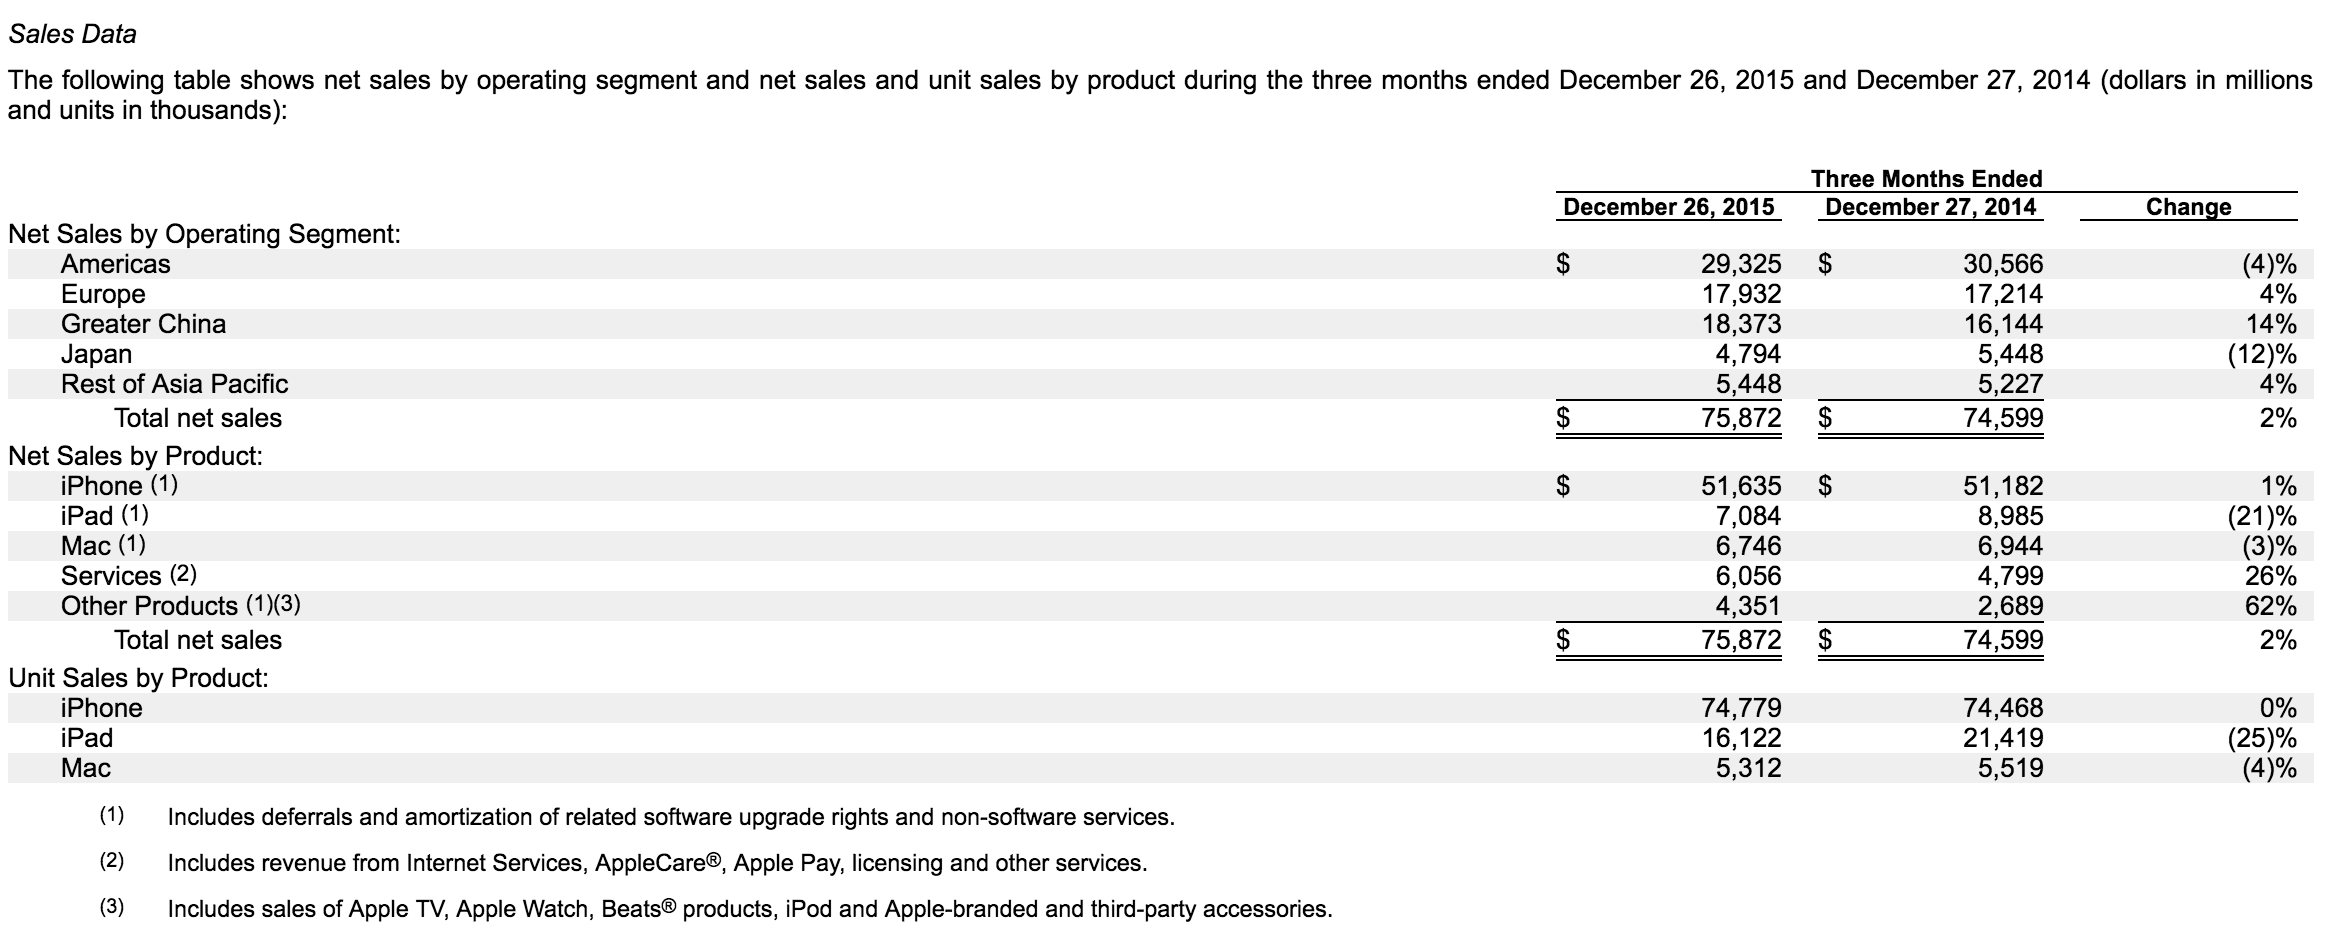 Sales Data
The following table shows net sales by operating segment and net sales and unit sales by product during the three months ended December 26, 2015 and December 27, 2014 (dollars in millions
and units in thousands):
Three Months Ended
December 26, 2015 December 27, 2014 Change
Net Sales by Operating Segment:
Americas $ 29,325 $ 30,566 (4)%
Europe 17,932 17,214 4%
Greater China 18,373 16,144 14%
Japan 4,794 5,448 (12)%
Rest of Asia Pacific 5,448 5,227 4%
Total net sales $ 75,872 $ 74,599 2%
Net Sales by Product:
iPhone (1) $ 51,635 $ 51,182 1%
iPad (1) 7,084 8,985 (21)%
Mac (1) 6,746 6,944 (3)%
Services (2) 6,056 4,799 26%
Other Products (1)(3) 4,351 2,689 62%
Total net sales $ 75,872 $ 74,599 2%
Unit Sales by Product:
iPhone 74,779 74,468 0%
iPad 16,122 21,419 (25)%
Mac 5,312 5,519 (4)%
(1) Includes deferrals and amortization of related software upgrade rights and non-software services.
(2) Includes revenue from Internet Services, AppleCare®, Apple Pay, licensing and other services.
(3) Includes sales of Apple TV, Apple Watch, Beats® products, iPod and Apple-branded and third-party accessories.